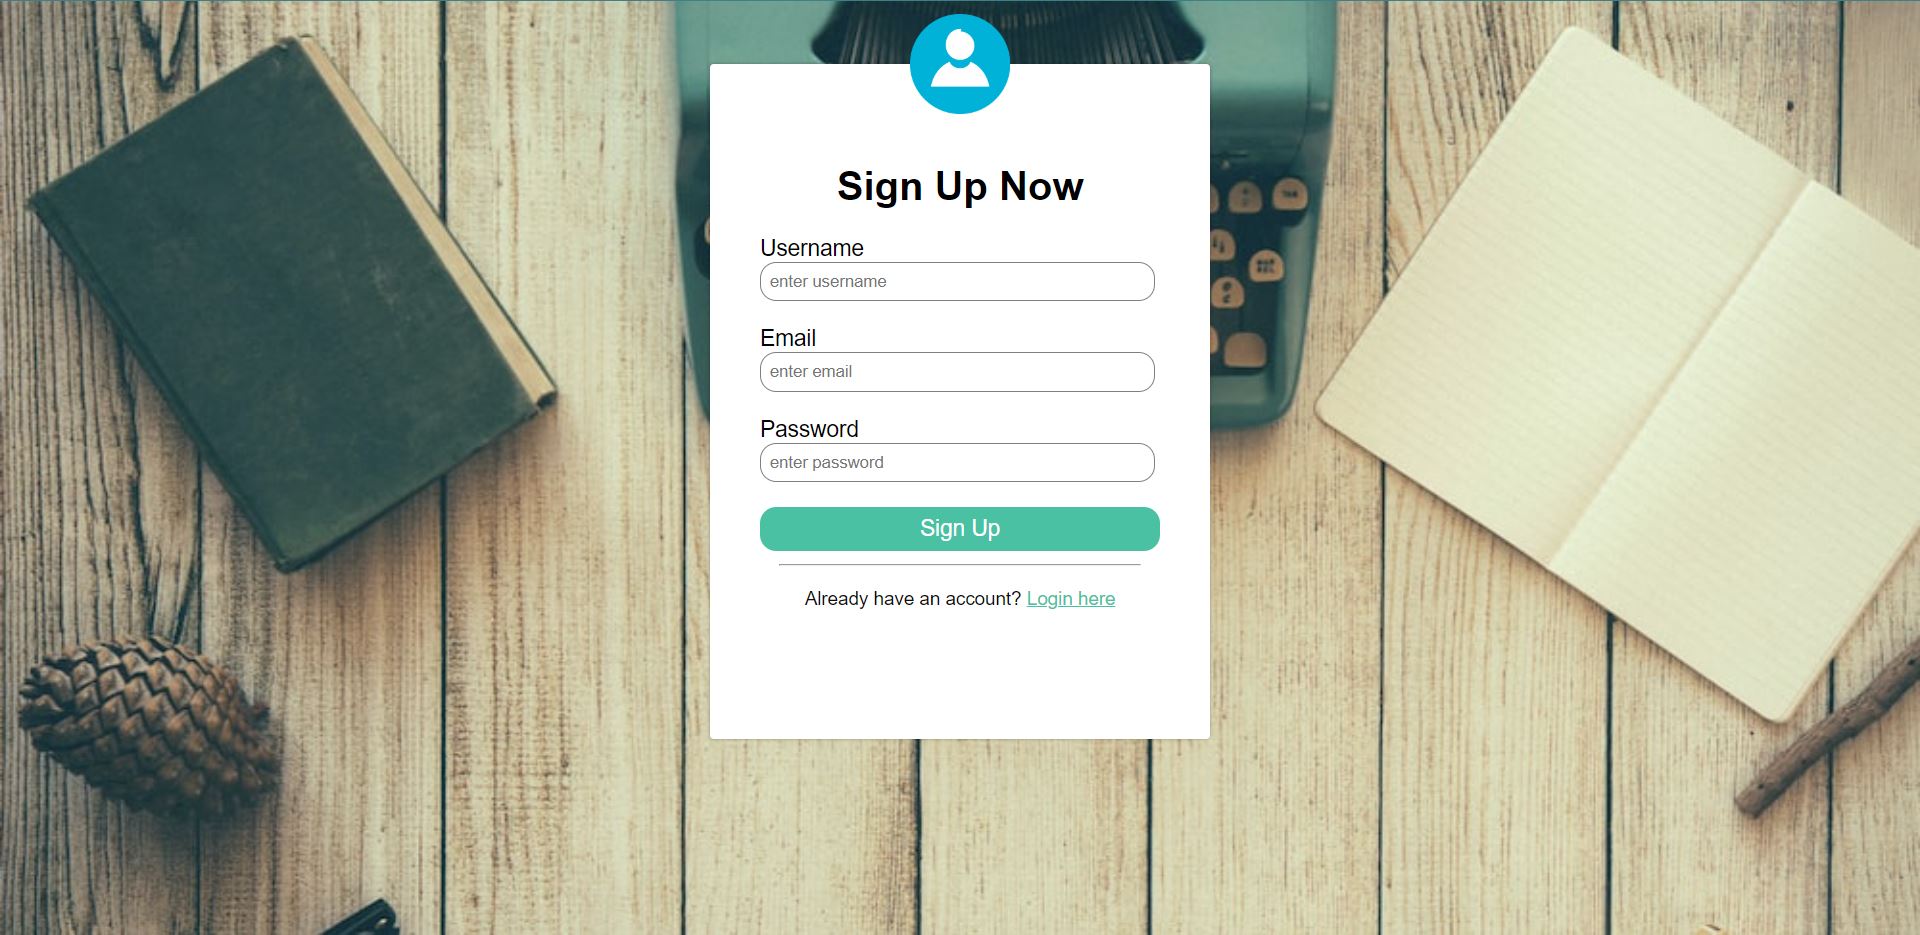 Sign Up Now
Username
enter username
Email
enter email
Password
enter password
Sign Up
Already have an account? Login here